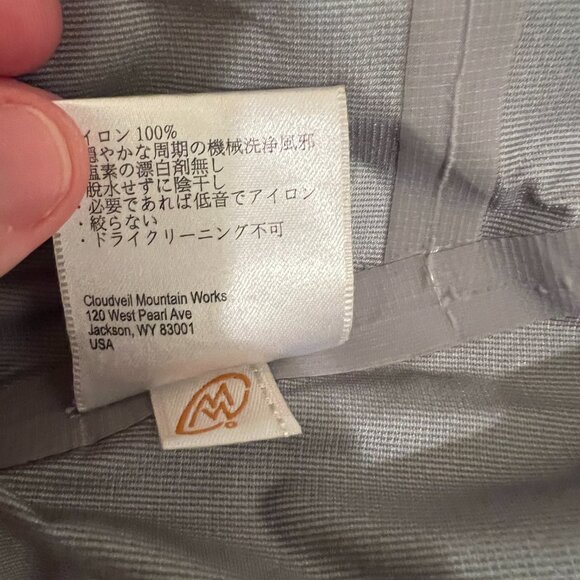 イロン 100%
穏やかな周期の機械洗浄風邪
塩素の漂白剤無し
脱水せずに陰干し
・必要であれば低音でアイロン
・絞らない
・ドライクリーニング不可
Cloudveil Mountain Works
120 West Pearl Ave
Jackson, WY 83001
USA